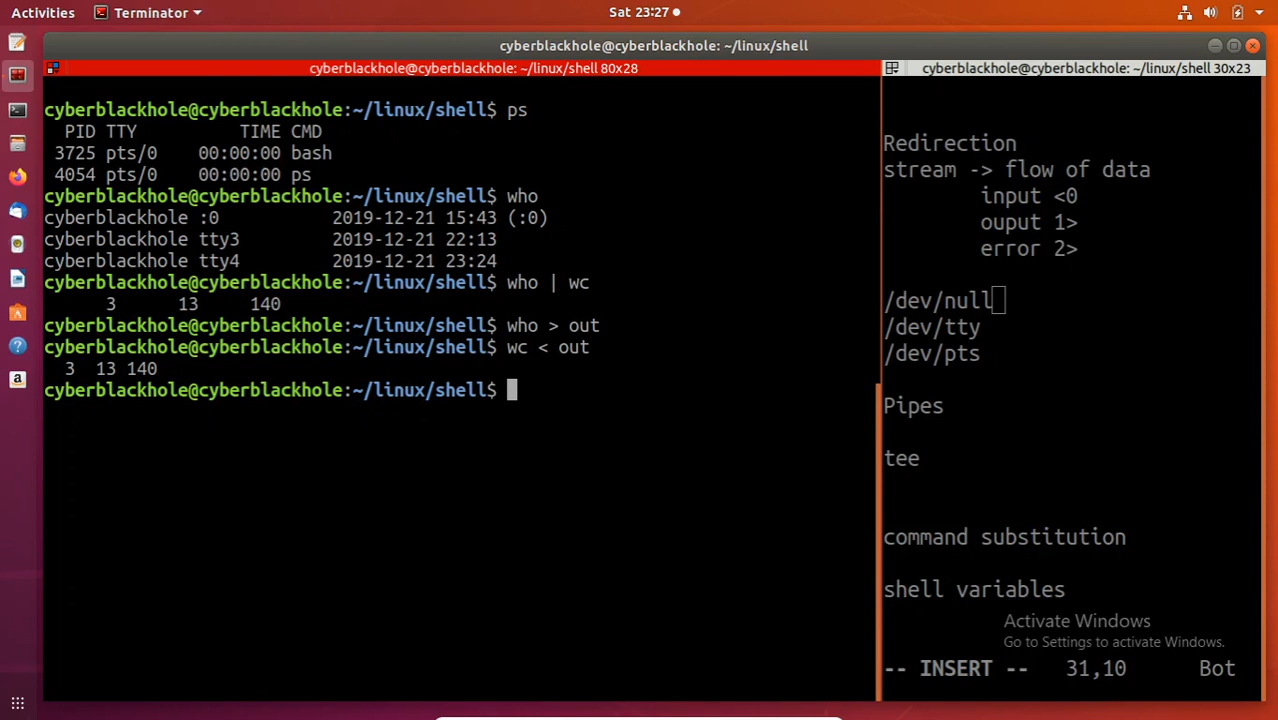 Activities
Terminator
Sat 23:27
cyberblackhole@cyberblackhole: ~/linux/shell
cyberblackhole@cyberblackhole: ~/linux/shell 80x28
cyberblackhole@cyberblackhole:~/linux/shell$ ps
  PID TTY          TIME CMD
 3725 pts/0    00:00:00 bash
 4054 pts/0    00:00:00 ps
cyberblackhole@cyberblackhole:~/linux/shell$ who
cyberblackhole :0           2019-12-21 15:43 (:0)
cyberblackhole tty3         2019-12-21 22:13
cyberblackhole tty4         2019-12-21 23:24
cyberblackhole@cyberblackhole:~/linux/shell$ who | wc
      3      13     140
cyberblackhole@cyberblackhole:~/linux/shell$ who > out
cyberblackhole@cyberblackhole:~/linux/shell$ wc < out
  3  13 140
cyberblackhole@cyberblackhole:~/linux/shell$
cyberblackhole@cyberblackhole: ~/linux/shell 30x23
Redirection
stream -> flow of data
input <0
ouput 1>
error 2>
/dev/null
/dev/tty
/dev/pts
Pipes
tee
command substitution
shell variables
Activate Windows
Go to Settings to activate Windows.
-- INSERT -- 31,10 Bot